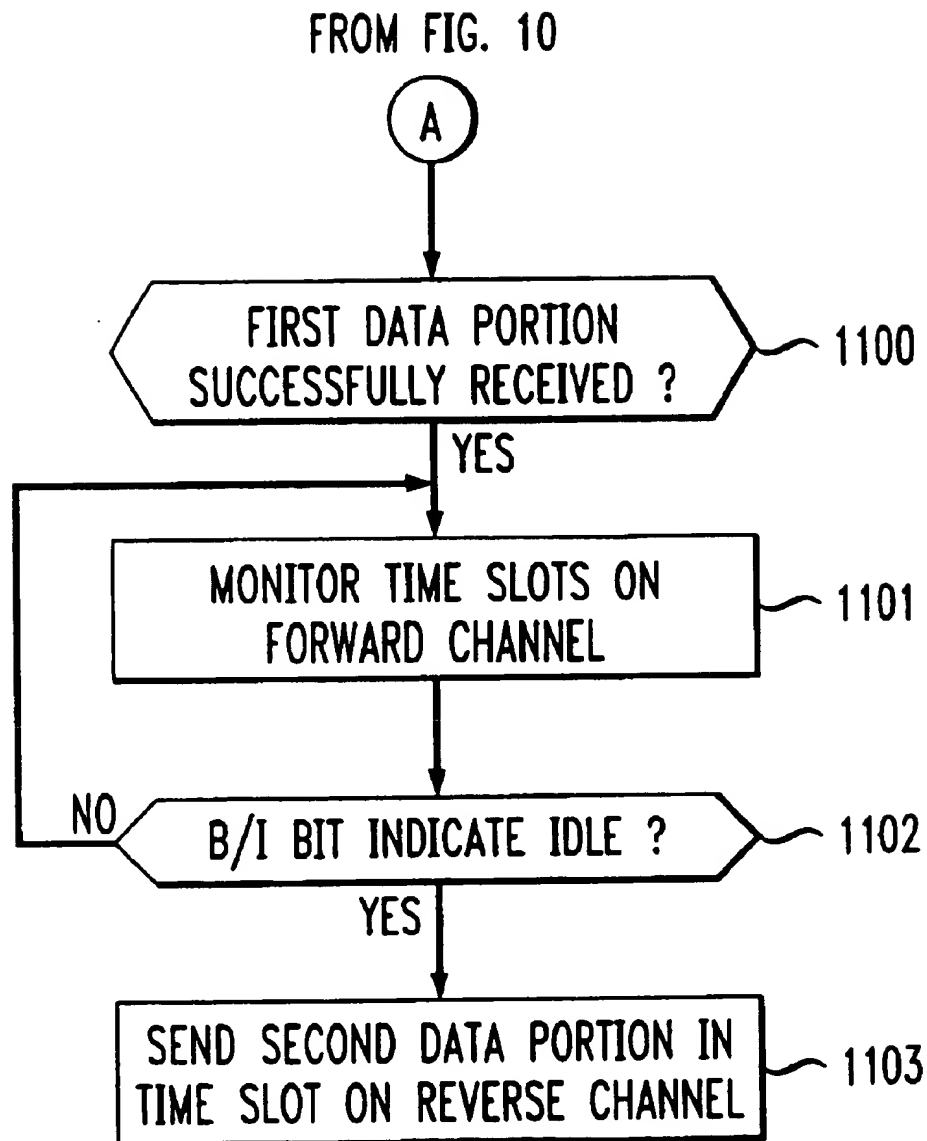 FROM FIG. 10
A
FIRST DATA PORTION
SUCCESSFULLY RECEIVED ?
1100
YES
MONITOR TIME SLOTS ON
FORWARD CHANNEL
1101
NO
B/I BIT INDICATE IDLE ?
1102
YES
SEND SECOND DATA PORTION IN
TIME SLOT ON REVERSE CHANNEL
1103